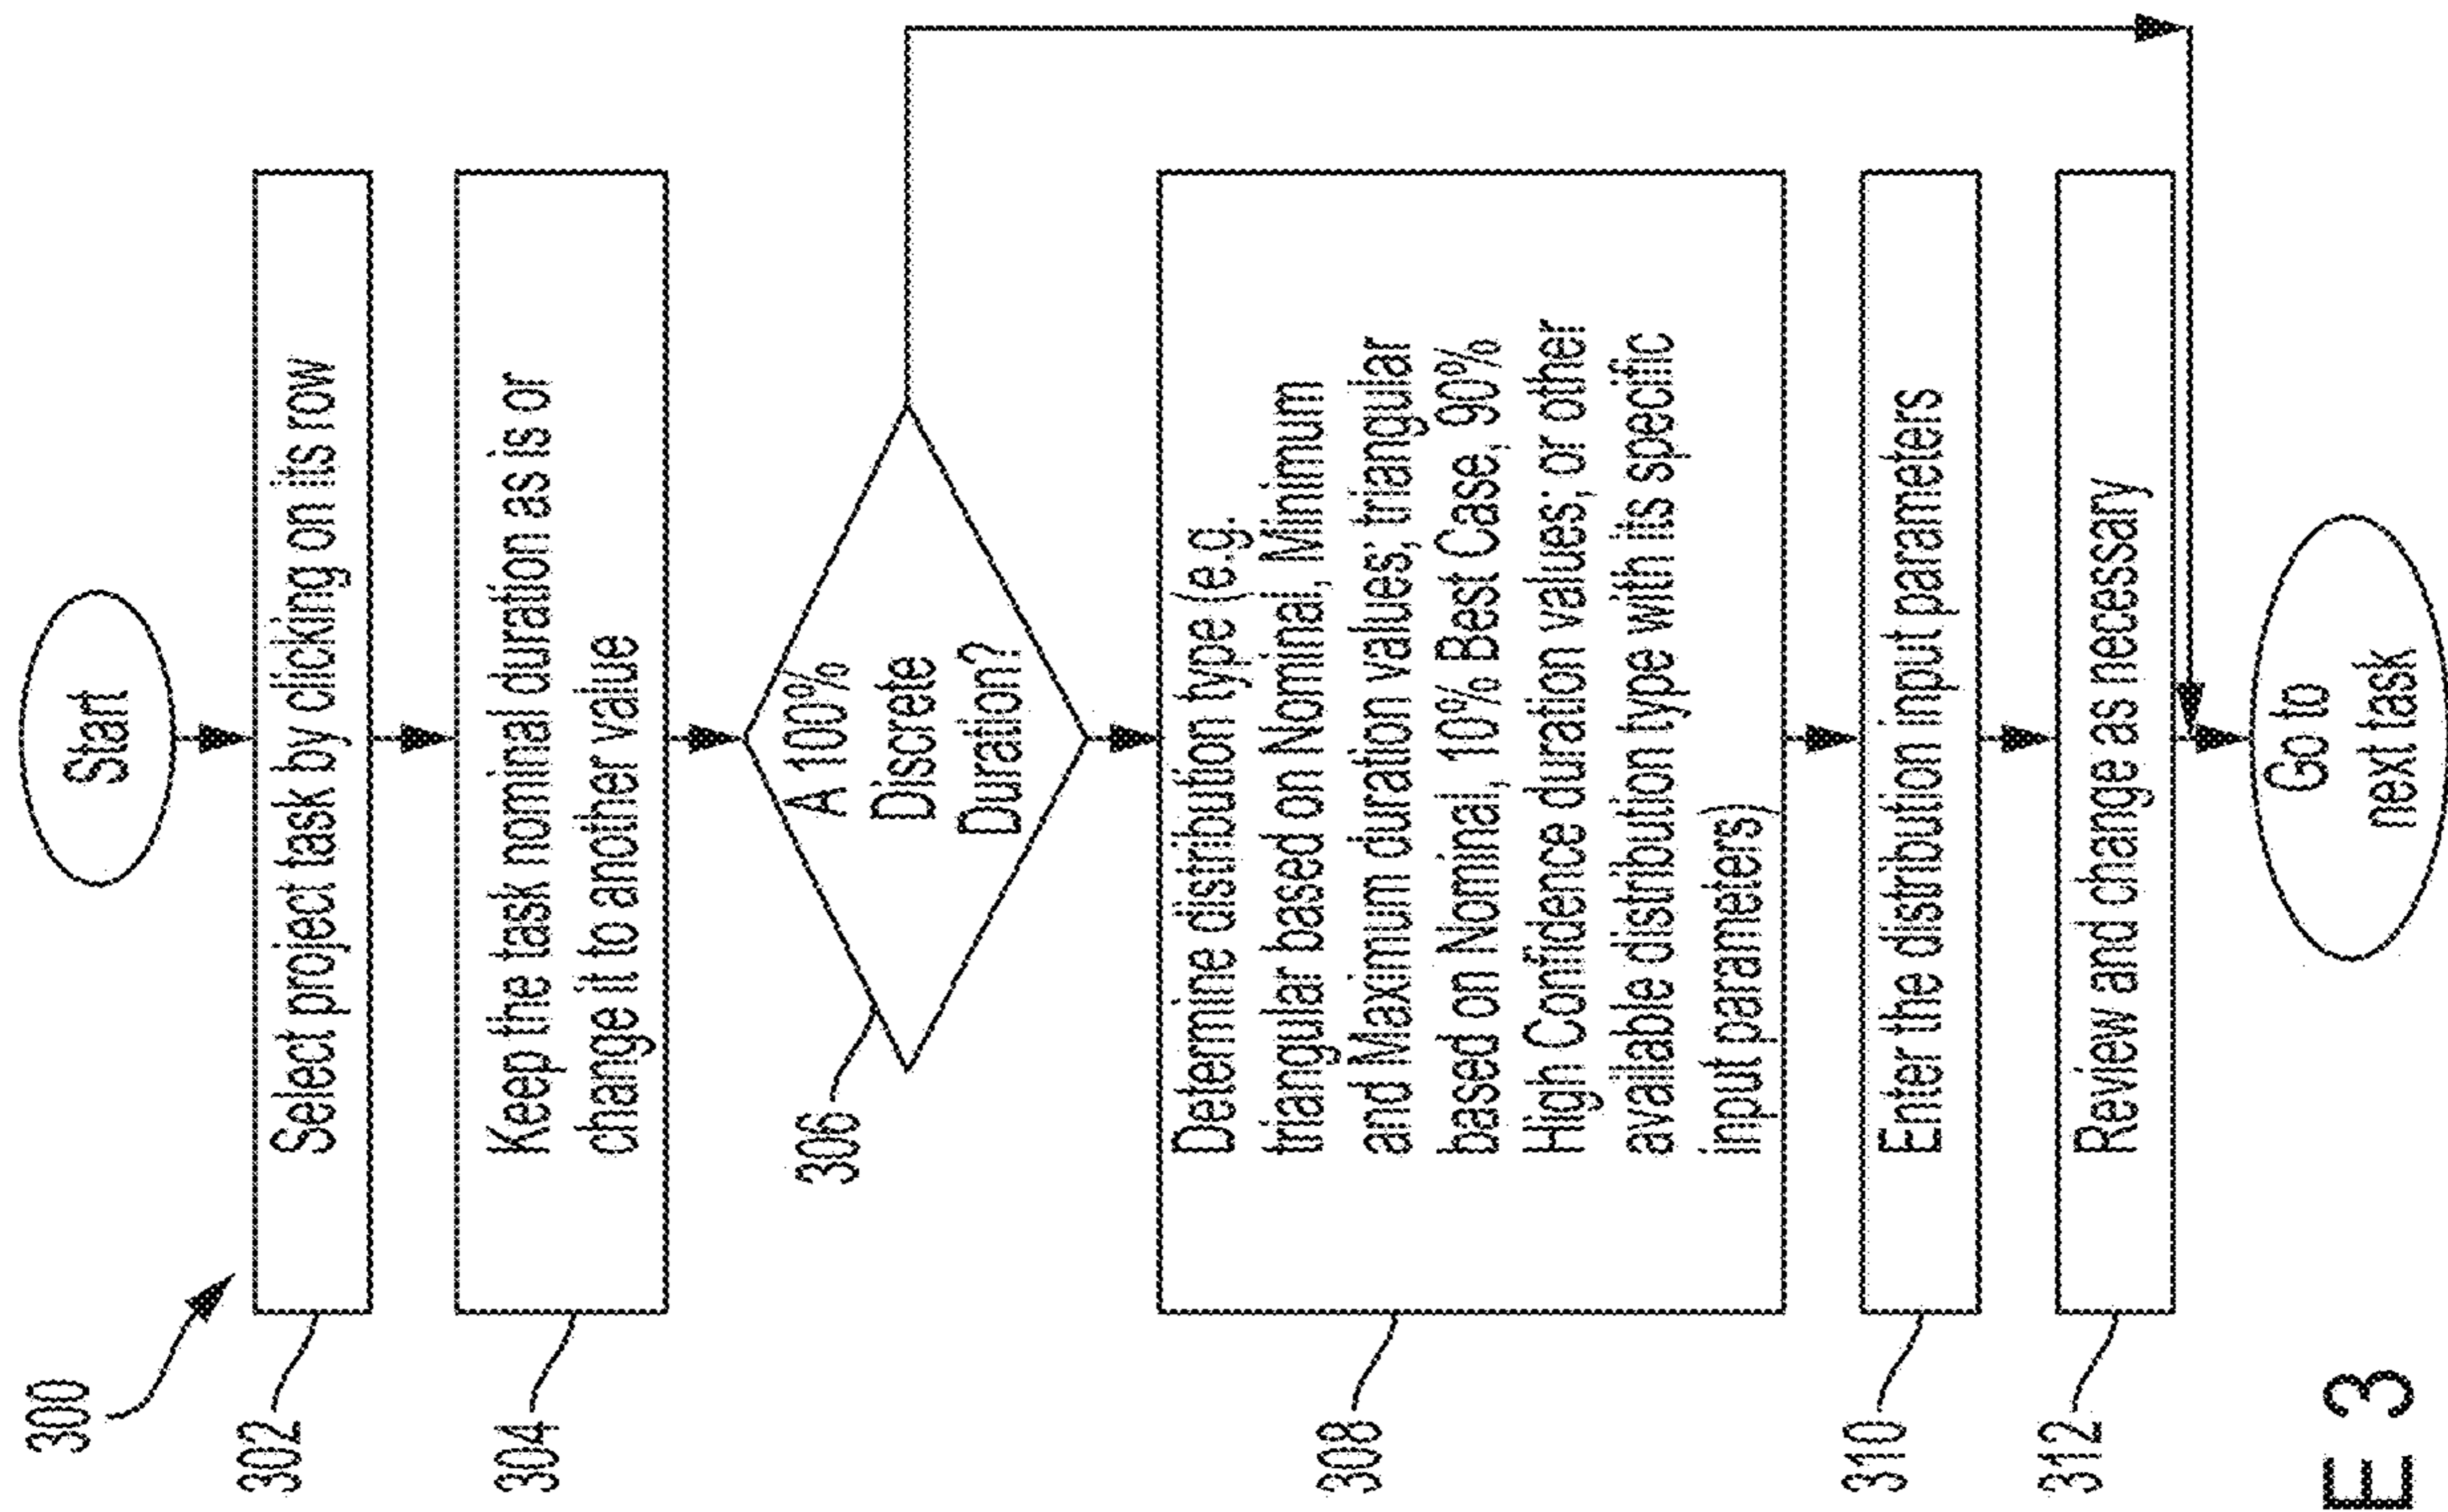 300
Start
302
Select project task by clicking on its row
304
Keep the task nominal duration as is or
change it to another value
306
A 100%
Discrete
Duration?
308
Determine distribution type (e.g.
triangular based on Nominal, Minimum
and Maximum duration values; triangular
based on Nominal, 10% Best Case, 90%
High Confidence duration values; or other
available distribution type with its specific
input parameters)
310
Enter the distribution input parameters
312
Review and change as necessary
Go to
next task
E 3